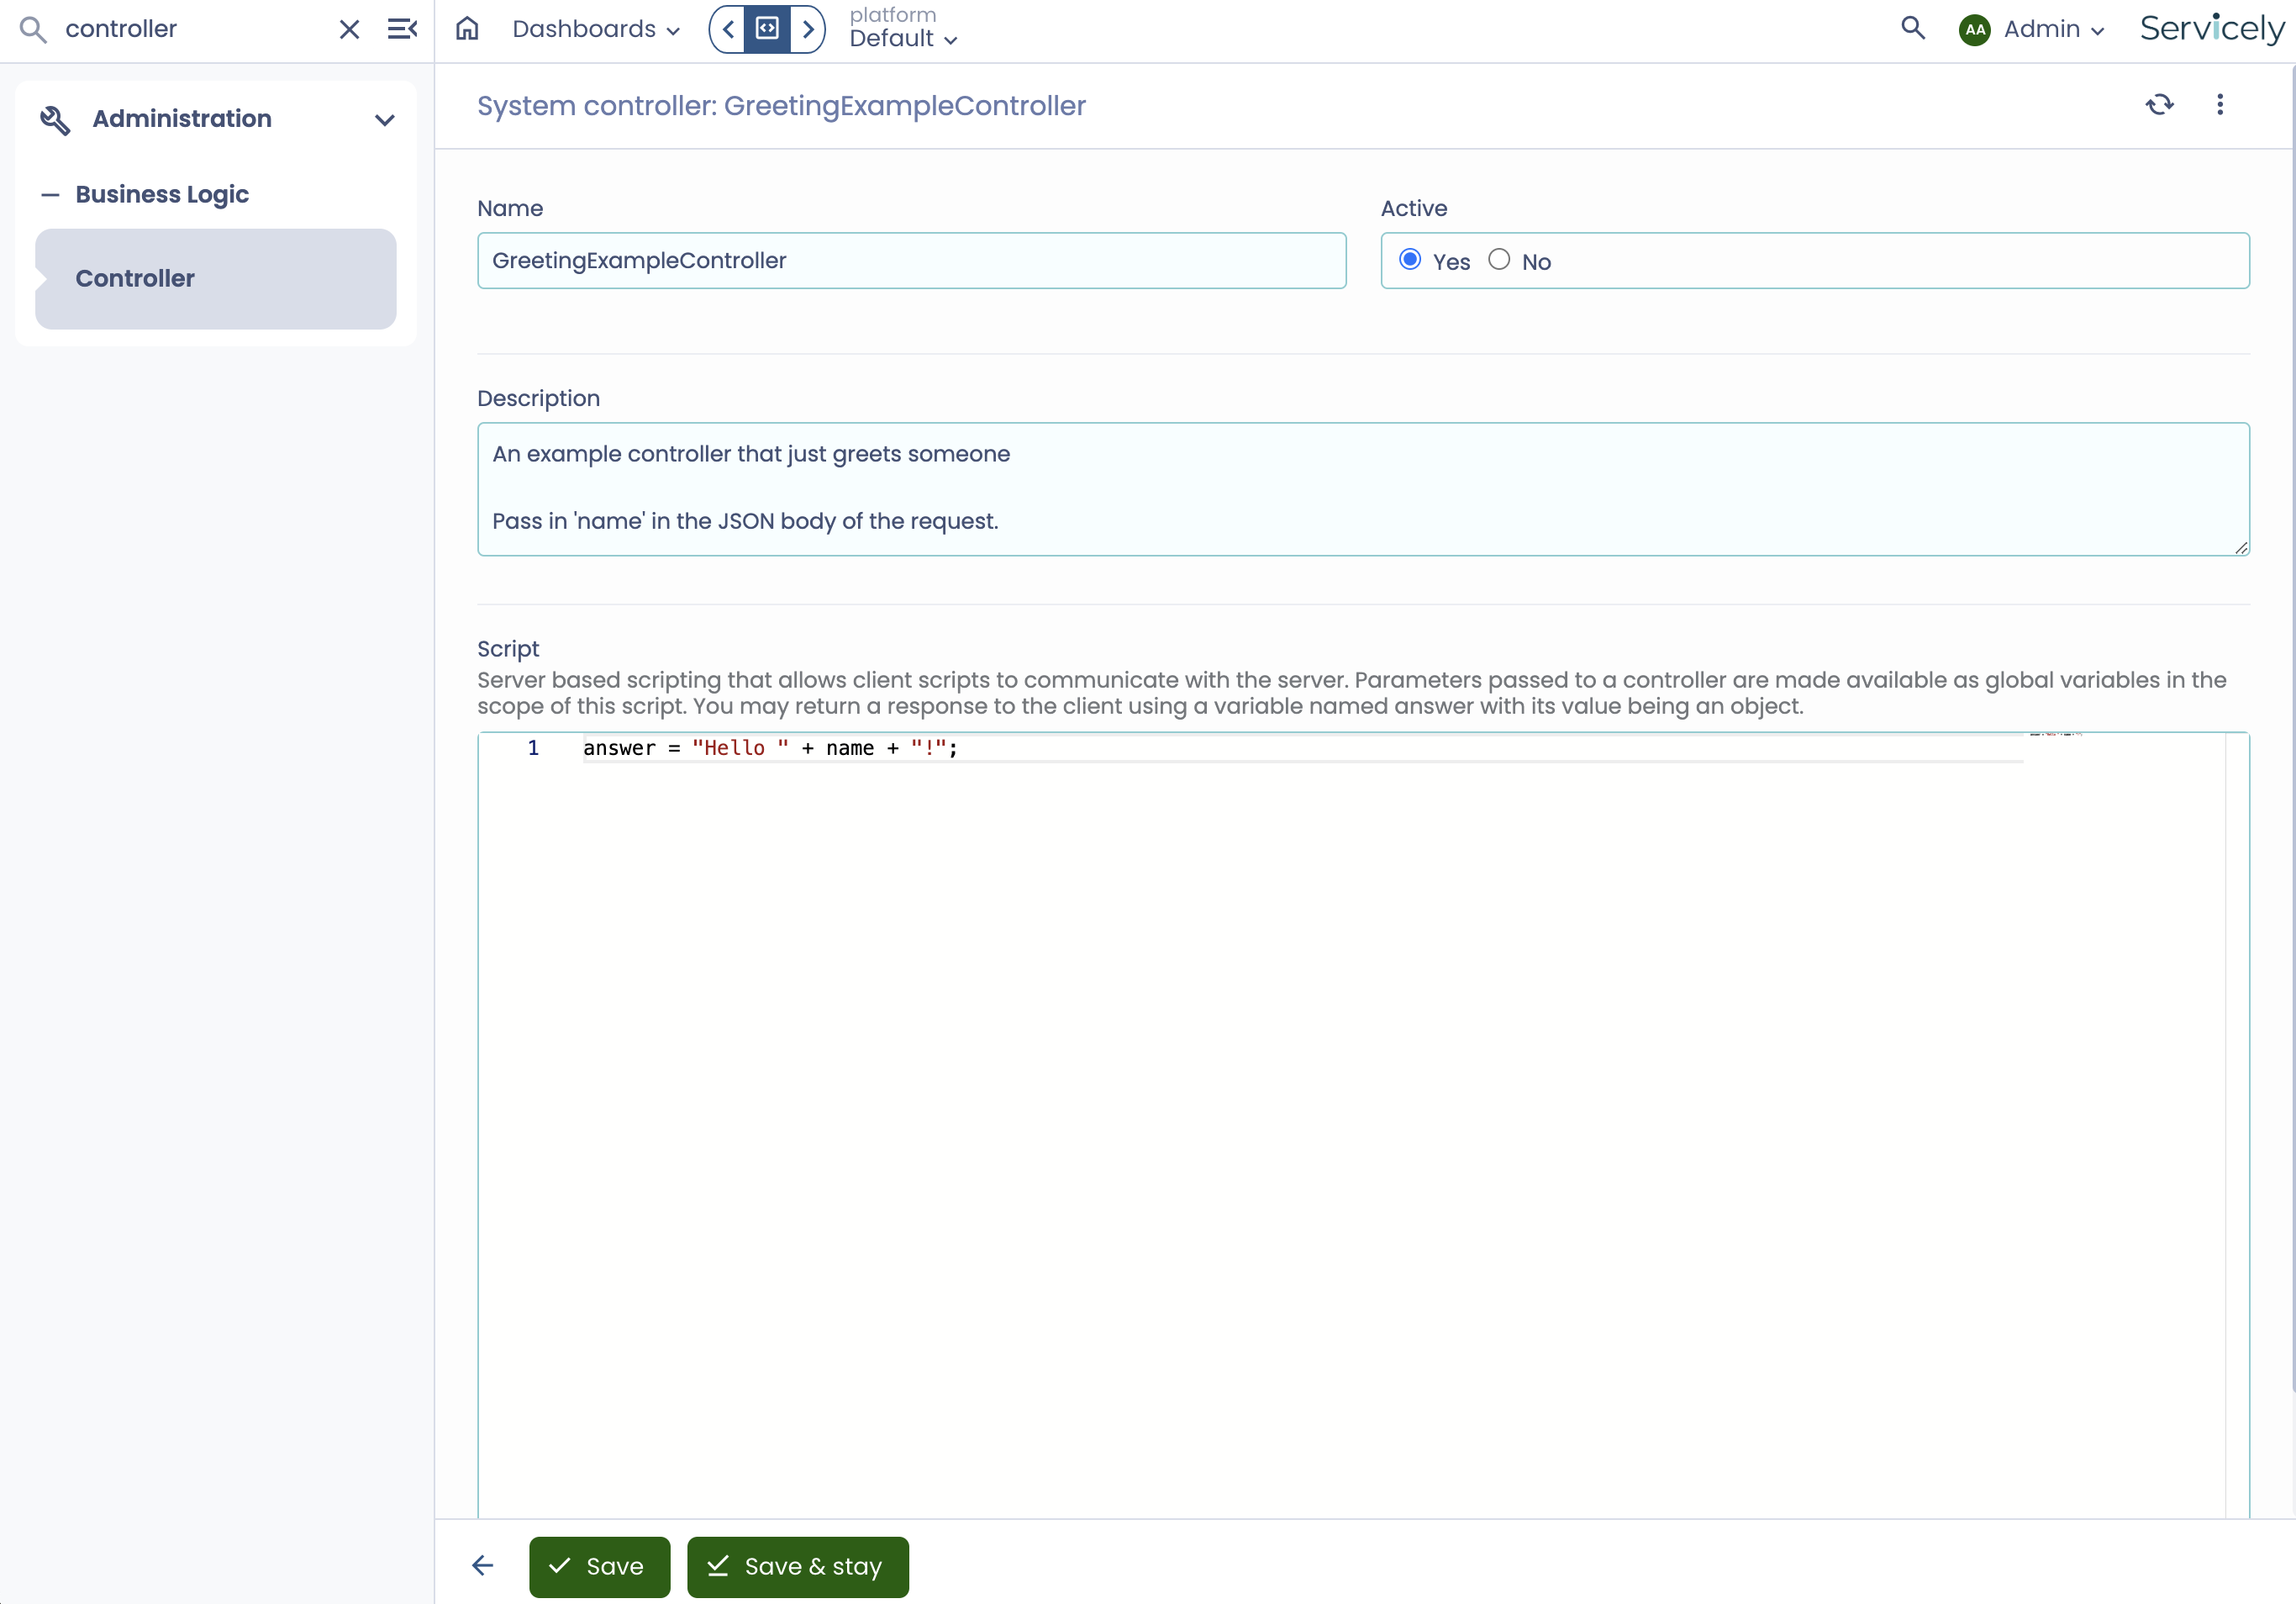 controller
Dashboards
platform
Default
AA
Admin
Servicely
Administration
Business Logic
Controller
System controller: GreetingExampleController
Name
GreetingExampleController
Active
Yes
No
Description
An example controller that just greets someone
Pass in 'name' in the JSON body of the request.
Script
Server based scripting that allows client scripts to communicate with the server. Parameters passed to a controller are made available as global variables in the
scope of this script. You may return a response to the client using a variable named answer with its value being an object.
1 answer = "Hello " + name + "!";
Save
Save & stay